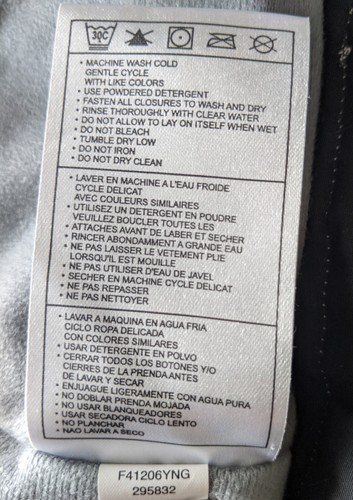 30C
• MACHINE WASH COLD
GENTLE CYCLE
WITH LIKE COLORS
• USE POWDERED DETERGENT
• FASTEN ALL CLOSURES TO WASH AND DRY
• RINSE THOROUGHLY WITH CLEAR WATER
• DO NOT ALLOW TO LAY ON ITSELF WHEN WET
• DO NOT BLEACH
• TUMBLE DRY LOW
• DO NOT IRON
• DO NOT DRY CLEAN
• LAVER EN MACHINE A L'EAU FROIDE
CYCLE DELICAT
AVEC COULEURS SIMILAIRES
• UTILISEZ UN DETERGENT EN POUDRE
VEUILLEZ BOUCLER TOUTES LES
• ATTACHES AVANT DE LABER ET SECHER
• RINCER ABONDAMMENT A GRANDE EAU
• NE PAS LAISSER LE VETEMENT PLIE
LORSQU'IL EST MOUILLE
• NE PAS UTILISER D'EAU DE JAVEL
• SECHER EN MACHINE CYCLE DELICAT
• NE PAS REPASSER
• NE PAS NETTOYER
• LAVAR A MAQUINA EN AGUA FRIA
CICLO ROPA DELICADA
CON COLORES SIMILARES
• USAR DETERGENTE EN POLVO
• CERRAR TODOS LOS BOTONES Y/O
CIERRES DE LA PRENDAANTES
DE LAVAR Y SECAR
• ENJUAGUE LIGERAMENTE CON AGUA PURA
• NO DOBLAR PRENDA MOJADA
• NO USAR BLANQUEADORES
• USAR SECADORA CICLO LENTO
• NO PLANCHAR
• NAO LAVAR A SECO
F41206YNG
295832